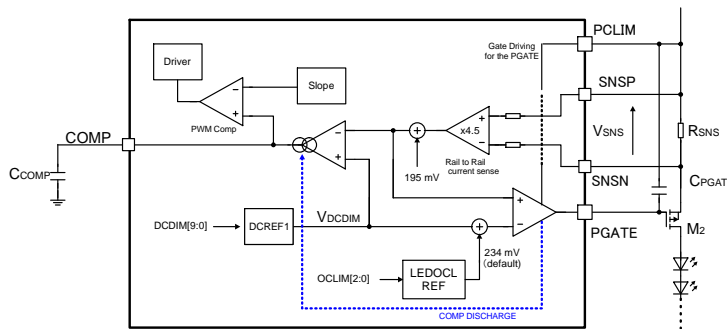 PCLIM
Gate Driving
for the PGATE
Driver
Slope
SNSP
PWM Comp
x4.5
VSNS
RSNS
COMP
195 mV
Rail to Rail
current sense
SNSN
CCOMP
CPGAT
DCDIM[9:0]
DCREF1
VDCDIM
M2
PGATE
234 mV
(default)
OCLIM[2:0]
LEDOCL
REF
COMP DISCHARGE